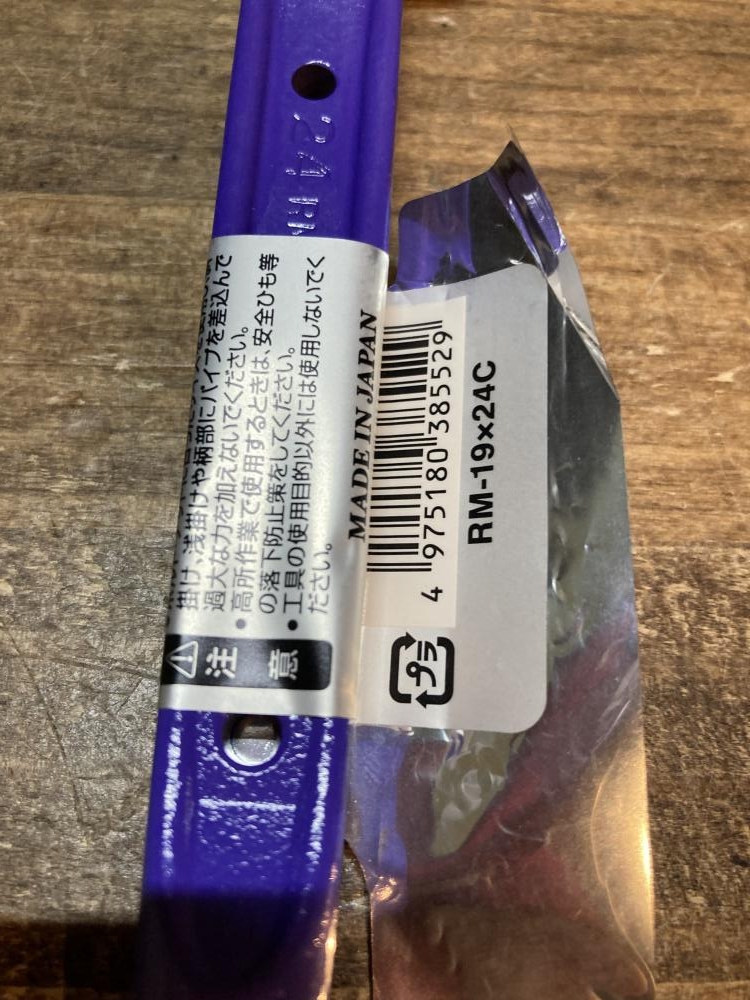 24
注意
掛け、浅掛けや柄部にパイプを差込んで
過大な力を加えないでください。
•高所作業で使用するときは、安全ひも等
の落下防止策をしてください。
•工具の使用目的以外には使用しないでく
ださい。
MADE IN JAPAN
4 975180 385529
RM-19×24C
プラ